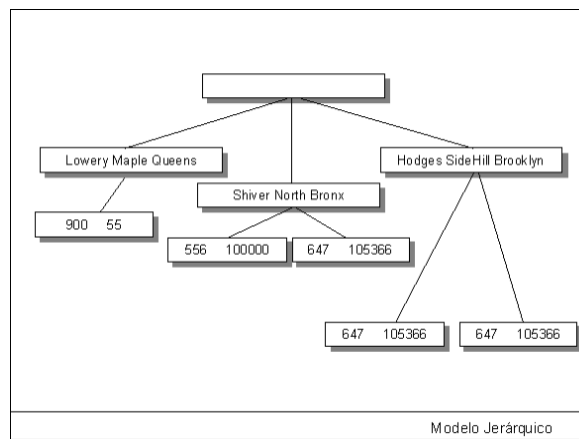 Lowery Maple Queens
Hodges SideHill Brooklyn
Shiver North Bronx
900 55
556 100000
647 105366
647 105366
647 105366
Modelo Jerárquico